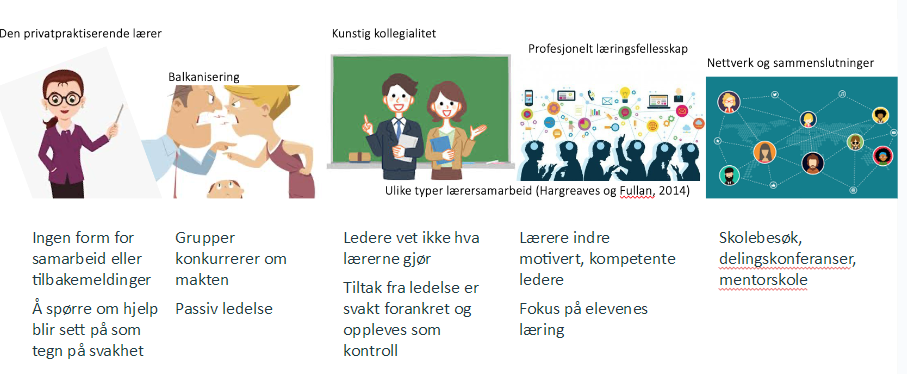 Den privatpraktiserende lærer
Balkanisering
Kunstig kollegialitet
Profesjonelt læringsfellesskap
Nettverk og sammenslutninger
Ulike typer lærersamarbeid (Hargreaves og Fullan, 2014)
Ingen form for
samarbeid eller
tilbakemeldinger
Å spørre om hjelp
blir sett på som
tegn på svakhet
Grupper
konkurrerer om
makten
Passiv ledelse
Ledere vet ikke hva
lærerne gjør
Tiltak fra ledelse er
svakt forankret og
oppleves som
kontroll
Lærere indre
motivert, kompetente
ledere
Fokus på elevenes
læring
Skolebesøk,
delingskonferanser,
mentorskole